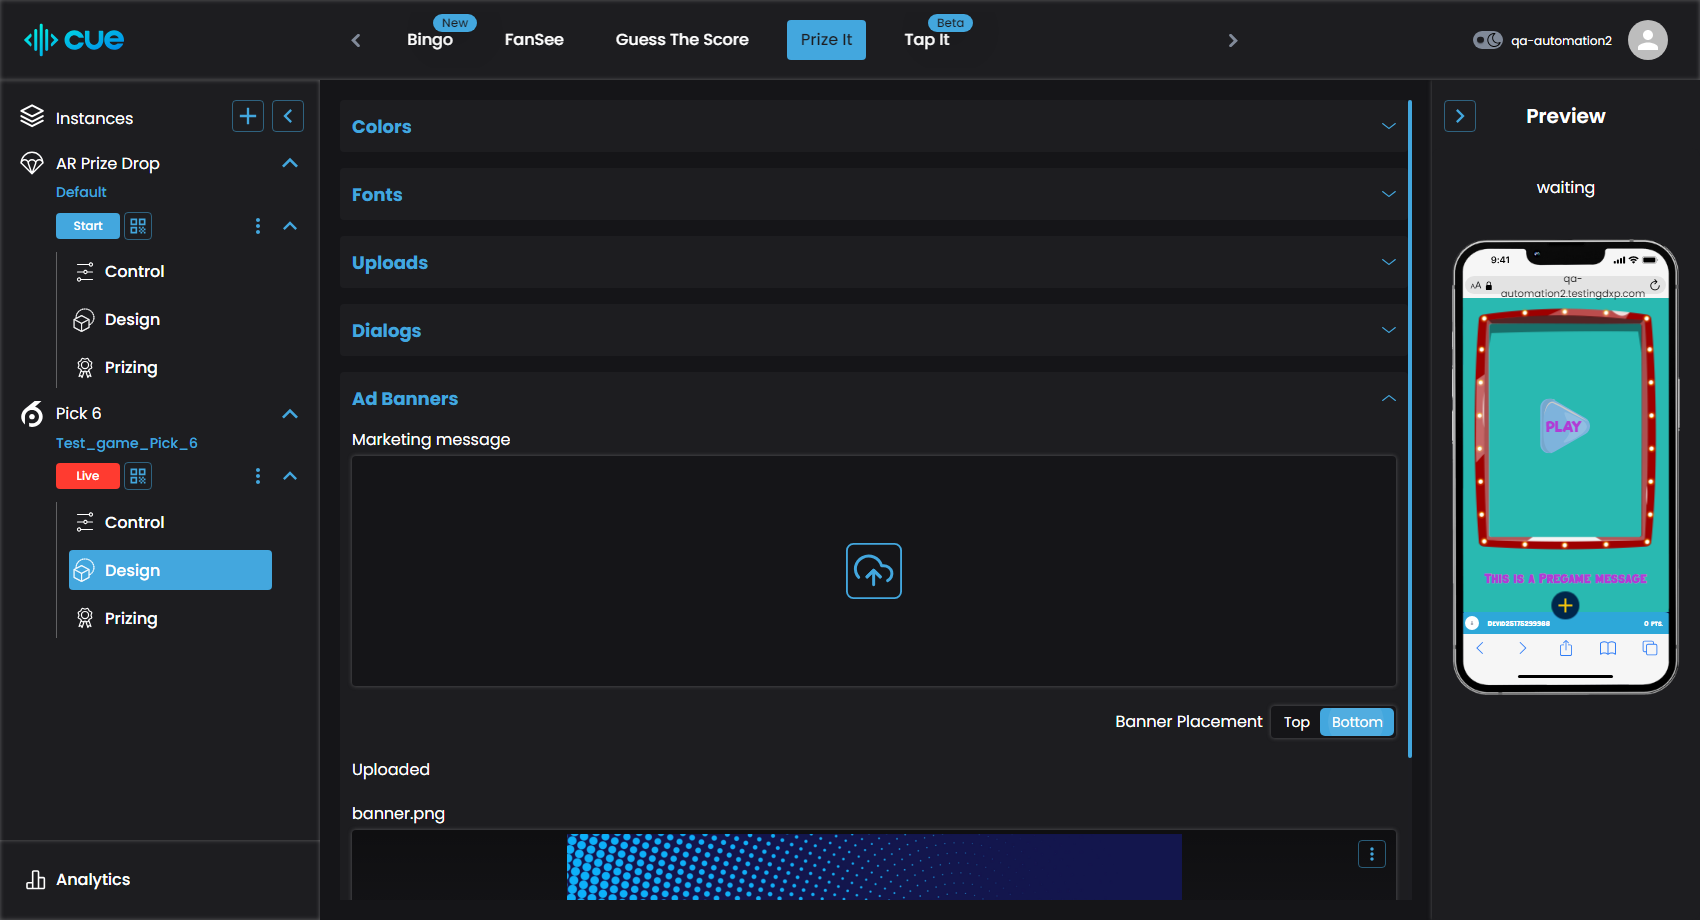 cue
Bingo
New
FanSee
Guess The Score
Prize It
Tap It
Beta
qa-automation2
Instances
AR Prize Drop
Default
Start
Control
Design
Prizing
Pick 6
Test_game_Pick_6
Live
Control
Design
Prizing
Analytics
Colors
Fonts
Uploads
Dialogs
Ad Banners
Marketing message
Banner Placement
Top
Bottom
Uploaded
banner.png
Preview
waiting
9:41
AA
qa-
automation2.testingdxp.com
PLAY
THIS IS A PREGAME MESSAGE
0 PTS.